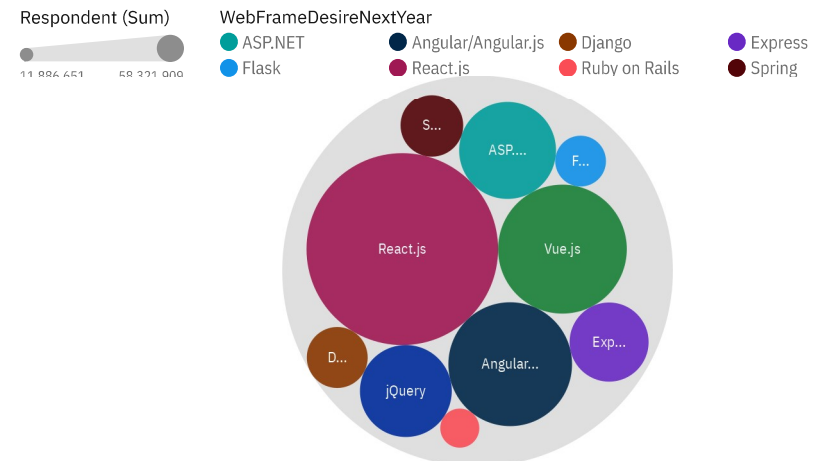 Respondent (Sum)
11,886,651
58,321,909
WebFrameDesireNextYear
ASP.NET
Angular/Angular.js
Django
Express
Flask
React.js
Ruby on Rails
Spring
S...
ASP....
F...
React.js
Vue.js
Exp...
D...
Angular...
jQuery